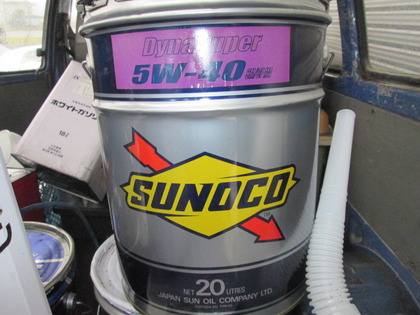 DynaSuper
5W-40
ホワイトガソリン
18ℓ
SUNOCO
NET 20 LITRES
JAPAN SUN OIL COMPANY LTD.